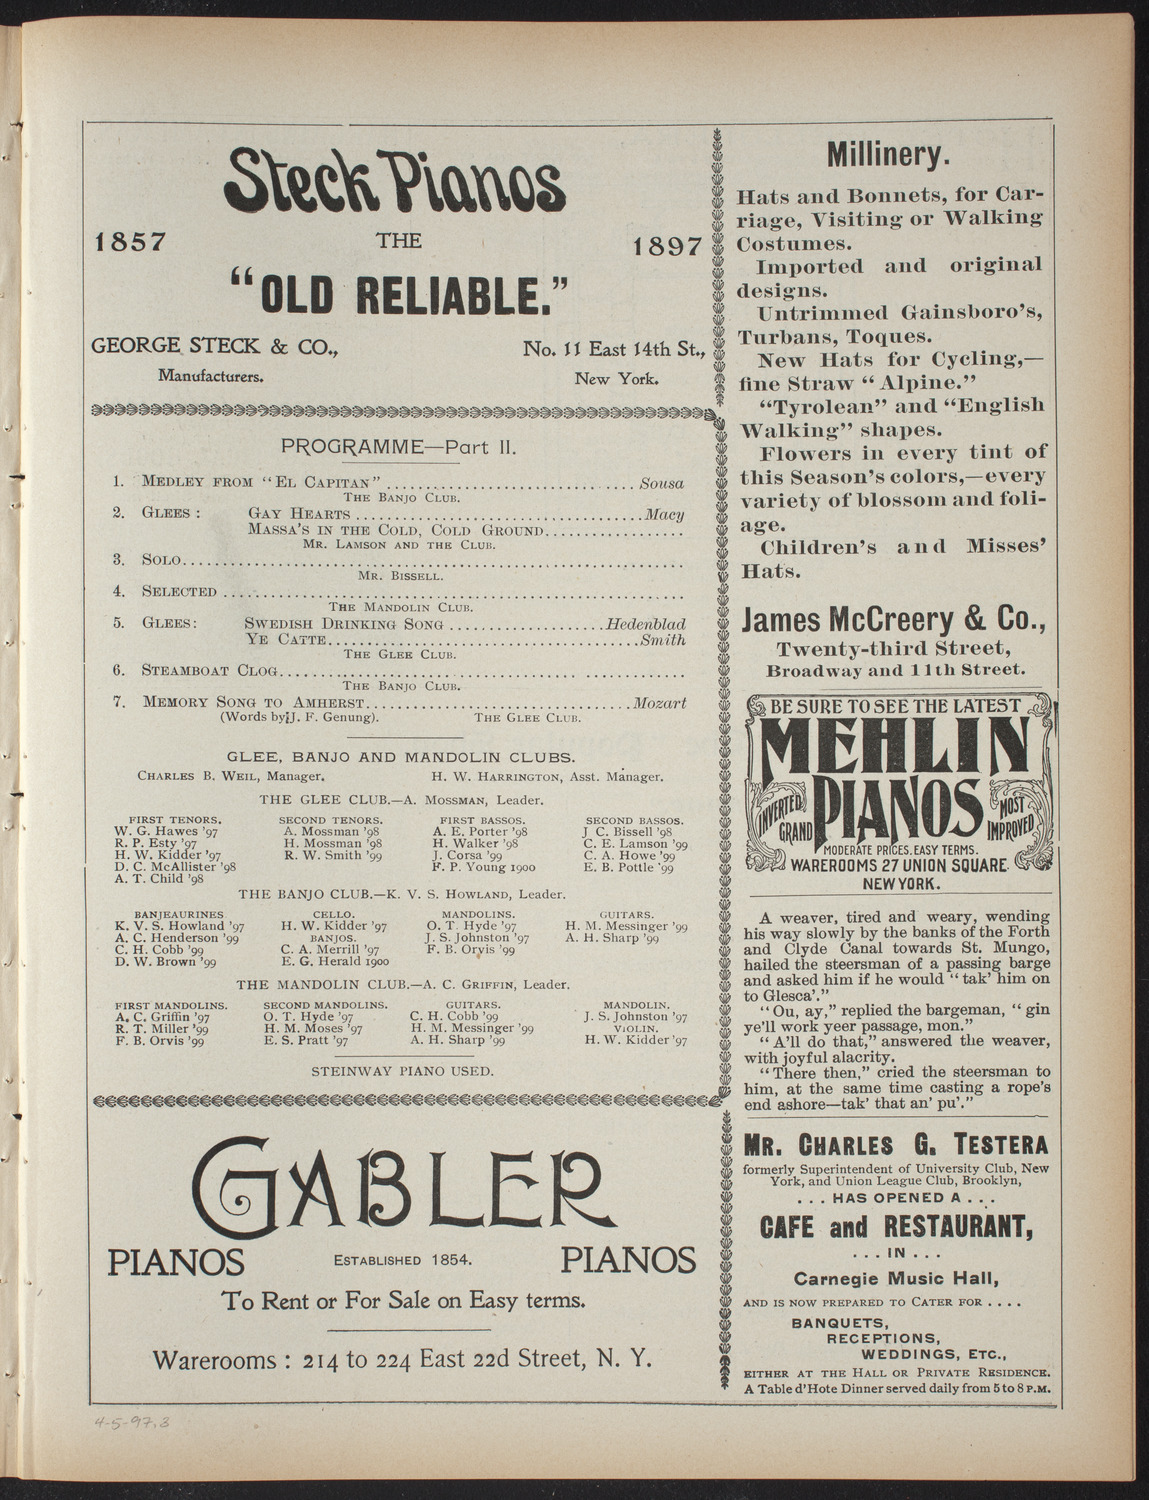 Steck Pianos
1857 THE 1897
"OLD RELIABLE."
GEORGE STECK & CO., No. 11 East 14th St.,
Manufacturers. New York.
PROGRAMME—Part II.
1. MEDLEY FROM "EL CAPITAN" ........ Sousa
THE BANJO CLUB.
2. GLEES : GAY HEARTS ........ Macy
MASSA'S IN THE COLD, COLD GROUND........
MR. LAMSON AND THE CLUB.
3. SOLO........
MR. BISSELL.
4. SELECTED ........
THE MANDOLIN CLUB.
5. GLEES: SWEDISH DRINKING SONG ........ Hedenblad
YE CATTE........ Smith
THE GLEE CLUB.
6. STEAMBOAT CLOG........
THE BANJO CLUB.
7. MEMORY SONG TO AMHERST........ Mozart
(Words by J. F. Genung). THE GLEE CLUB.
GLEE, BANJO AND MANDOLIN CLUBS.
CHARLES B. WEIL, Manager. H. W. HARRINGTON, Asst. Manager.
THE GLEE CLUB.—A. MOSSMAN, Leader.
FIRST TENORS. SECOND TENORS. FIRST BASSOS. SECOND BASSOS.
W. G. Hawes '97 A. Mossman '98 A. E. Porter '98 J C. Bissell '98
R. P. Esty '97 H. Mossman '98 H. Walker '98 C. E. Lamson '99
H. W. Kidder '97 R. W. Smith '99 J. Corsa '99 C. A. Howe '99
D. C. McAllister '98 F. P. Young 1900 E. B. Pottle '99
A. T. Child '98
THE BANJO CLUB.—K. V. S. HOWLAND, Leader.
BANJEAURINES CELLO. MANDOLINS. GUITARS.
K. V. S. Howland '97 H. W. Kidder '97 O. T. Hyde '97 H. M. Messinger '99
A. C. Henderson '99 BANJOS. J. S. Johnston '97 A. H. Sharp '99
C. H. Cobb '99 C. A. Merrill '97 F. B. Orvis '99
D. W. Brown '99 E. G. Herald 1900
THE MANDOLIN CLUB.—A. C. GRIFFIN, Leader.
FIRST MANDOLINS. SECOND MANDOLINS. GUITARS. MANDOLIN.
A. C. Griffin '97 O. T. Hyde '97 C. H. Cobb '99 J. S. Johnston '97
R. T. Miller '99 H. M. Moses '97 H. M. Messinger '99 VIOLIN.
F. B. Orvis '99 E. S. Pratt '97 A. H. Sharp '99 H. W. Kidder '97
STEINWAY PIANO USED.
GABLER
PIANOS ESTABLISHED 1854. PIANOS
To Rent or For Sale on Easy terms.
Warerooms : 214 to 224 East 22d Street, N. Y.
4-5-97.3
Millinery.
Hats and Bonnets, for Car-
riage, Visiting or Walking
Costumes.
Imported and original
designs.
Untrimmed Gainsboro's,
Turbans, Toques.
New Hats for Cycling,—
fine Straw "Alpine."
"Tyrolean" and "English
Walking" shapes.
Flowers in every tint of
this Season's colors,—every
variety of blossom and foli-
age.
Children's and Misses'
Hats.
James McCreery & Co.,
Twenty-third Street,
Broadway and 11th Street.
BE SURE TO SEE THE LATEST
MEHLIN
INVERTED GRAND PIANOS MOST IMPROVED
MODERATE PRICES. EASY TERMS.
WAREROOMS 27 UNION SQUARE
NEW YORK.
A weaver, tired and weary, wending
his way slowly by the banks of the Forth
and Clyde Canal towards St. Mungo,
hailed the steersman of a passing barge
and asked him if he would "tak' him on
to Glesca'."
"Ou, ay," replied the bargeman, "gin
ye'll work yeer passage, mon."
"A'll do that," answered the weaver,
with joyful alacrity.
"There then," cried the steersman to
him, at the same time casting a rope's
end ashore—tak' that an' pu'."
MR. CHARLES G. TESTERA
formerly Superintendent of University Club, New
York, and Union League Club, Brooklyn,
. . . HAS OPENED A . . .
CAFE and RESTAURANT,
. . . IN . . .
Carnegie Music Hall,
AND IS NOW PREPARED TO CATER FOR . . . .
BANQUETS,
RECEPTIONS,
WEDDINGS, ETC.,
EITHER AT THE HALL OR PRIVATE RESIDENCE.
A Table d'Hote Dinner served daily from 5 to 8 P.M.